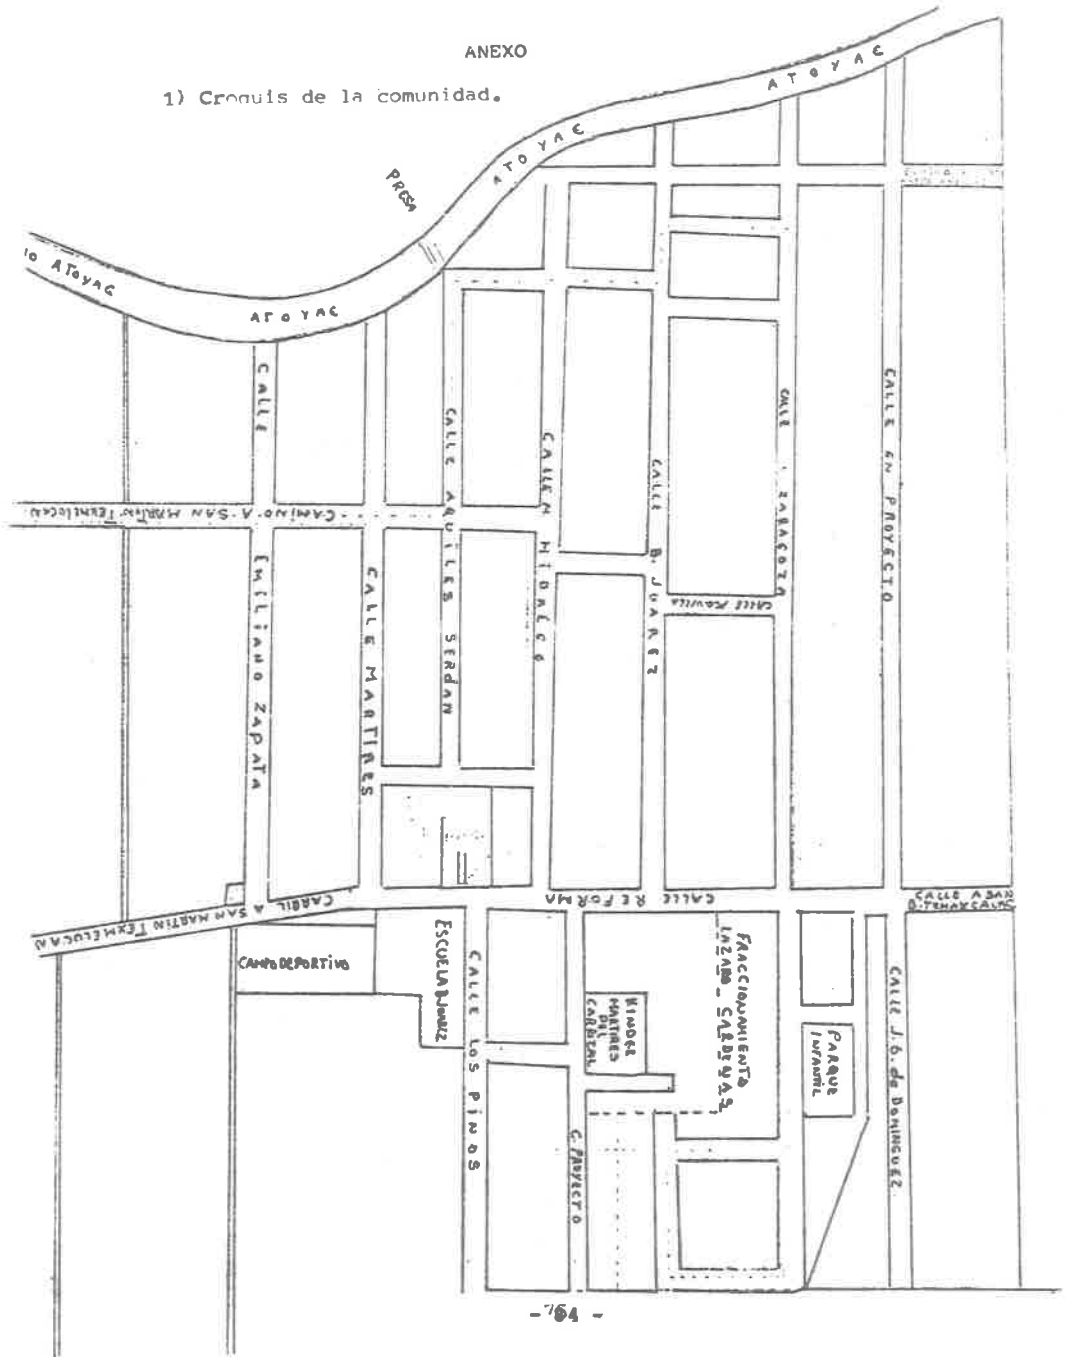 ANEXO
1) Croquis de la comunidad.
ATOYAC
ATOYAC
PRESA
IO ATOYAC
ATOYAC
CALLE
EMILIANO ZAPATA
CALLE MARTIRES
CALLE AQUILES SERDAN
CALLE M HIDALGO
CALLE B. JUAREZ
CALLE ZARAGOZA
CALLE EN PROYECTO
CAMINO A SAN MARTIN TEXMELUCAN
CALLE
CARRIL A SAN MARTIN TEXMELUCAN
CALLE REFORMA
CALLE A SAN
CAMPO DEPORTIVO
ESCUELA B. JUAREZ
CALLE LOS PINOS
KINDER
MARTIRES
DEL
CARRIZAL
FRACCIONAMIENTO
LAZARO - CARDENAS
PARQUE
INFANTIL
CALLE J. O. de DOMINGUEZ
C. PROYECTO